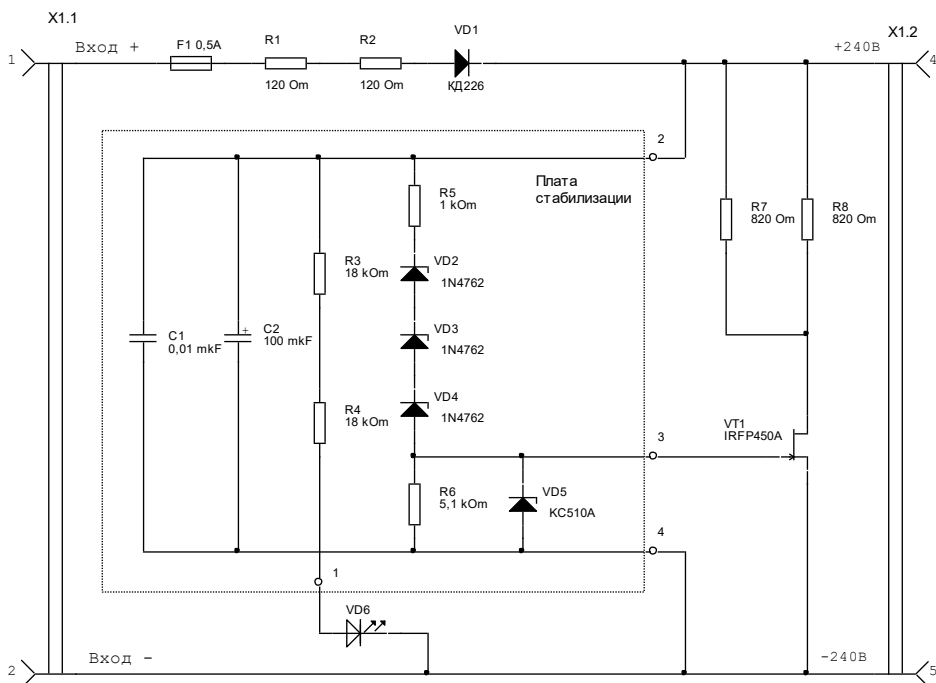 X1.1
Вход +
F1 0,5A
R1
120 Om
R2
120 Om
VD1
КД226
+240В
X1.2
1
4
2
Плата
стабилизации
R5
1 kOm
R7
820 Om
R8
820 Om
R3
18 kOm
VD2
1N4762
VD3
1N4762
C1
0,01 mkF
+
C2
100 mkF
R4
18 kOm
VD4
1N4762
3
VT1
IRFP450A
R6
5,1 kOm
VD5
KC510A
4
1
VD6
Вход -
-240В
2
5